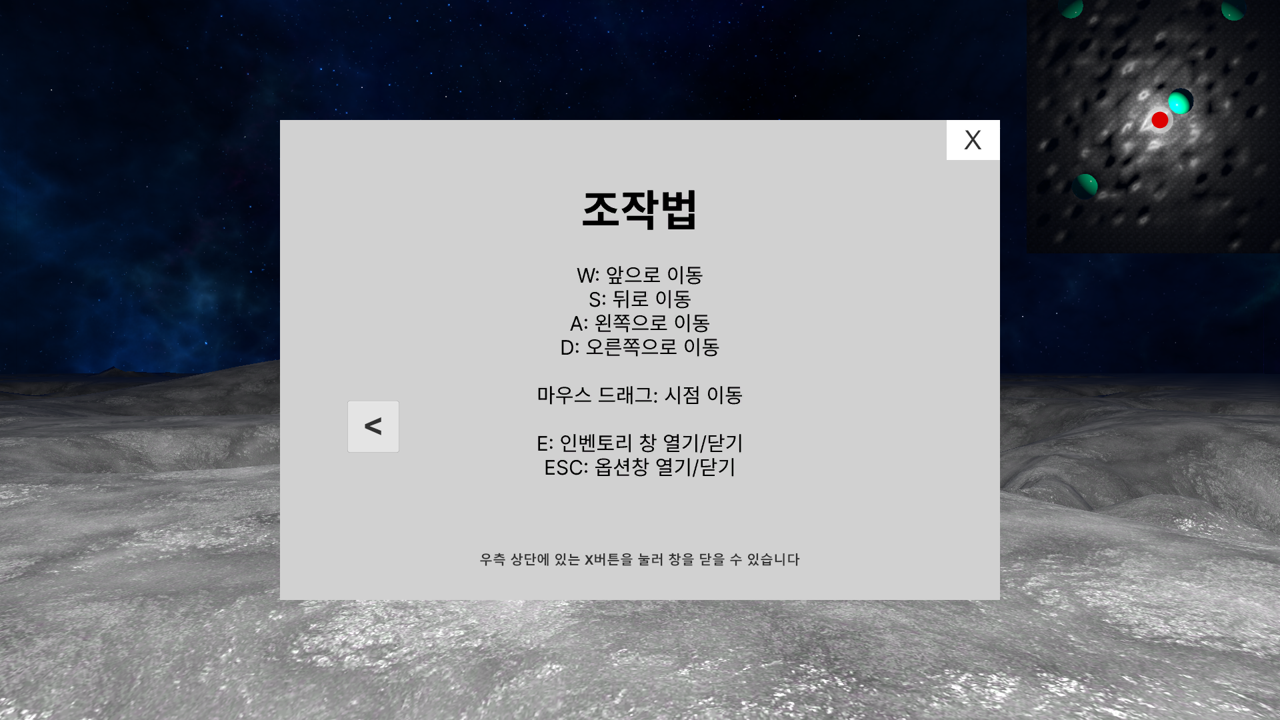 X
조작법
W: 앞으로 이동
S: 뒤로 이동
A: 왼쪽으로 이동
D: 오른쪽으로 이동
마우스 드래그: 시점 이동
<
E: 인벤토리 창 열기/닫기
ESC: 옵션창 열기/닫기
우측 상단에 있는 X버튼을 눌러 창을 닫을 수 있습니다